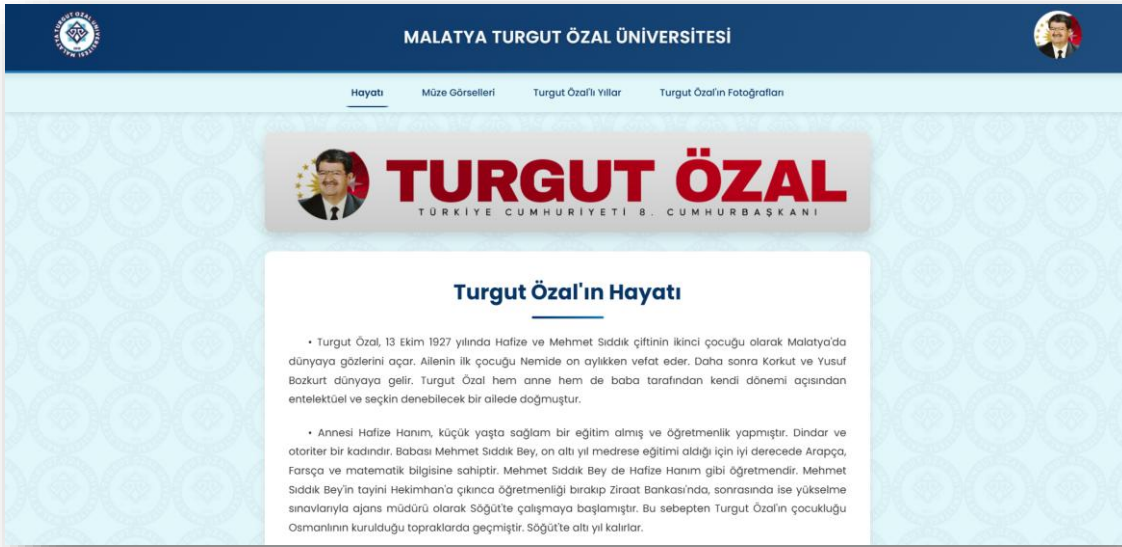 MALATYA TURGUT ÖZAL ÜNİVERSİTESİ
Hayatı Müze Görselleri Turgut Özal'lı Yıllar Turgut Özal'ın Fotoğrafları
TURGUT ÖZAL
TÜRKİYE CUMHURİYETİ 8. CUMHURBAŞKANI
Turgut Özal'ın Hayatı
• Turgut Özal, 13 Ekim 1927 yılında Hafize ve Mehmet Sıddık çiftinin ikinci çocuğu olarak Malatya'da
dünyaya gözlerini açar. Ailenin ilk çocuğu Nemide on aylıkken vefat eder. Daha sonra Korkut ve Yusuf
Bozkurt dünyaya gelir. Turgut Özal hem anne hem de baba tarafından kendi dönemi açısından
entelektüel ve seçkin denebilecek bir ailede doğmuştur.
• Annesi Hafize Hanım, küçük yaşta sağlam bir eğitim almış ve öğretmenlik yapmıştır. Dindar ve
otoriter bir kadındır. Babası Mehmet Sıddık Bey, on altı yıl medrese eğitimi aldığı için iyi derecede Arapça,
Farsça ve matematik bilgisine sahiptir. Mehmet Sıddık Bey de Hafize Hanım gibi öğretmendir. Mehmet
Sıddık Bey'in tayini Hekimhan'a çıkınca öğretmenliği bırakıp Ziraat Bankası'nda, sonrasında ise yükselme
sınavlarıyla ajans müdürü olarak Söğüt'te çalışmaya başlamıştır. Bu sebepten Turgut Özal'ın çocukluğu
Osmanlının kurulduğu topraklarda geçmiştir. Söğüt'te altı yıl kalırlar.